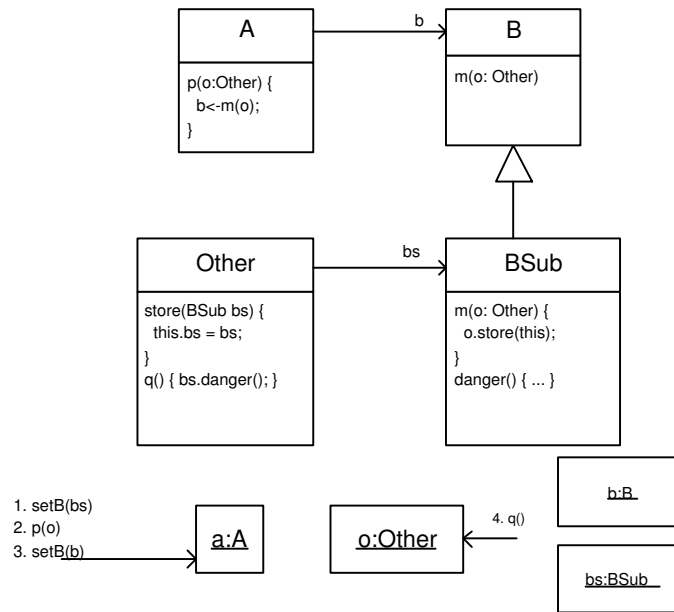 A
b
B
p(o:Other) {
b<-m(o);
}
m(o: Other)
Other
bs
BSub
store(BSub bs) {
this.bs = bs;
}
q() { bs.danger(); }
m(o: Other) {
o.store(this);
}
danger() { ... }
1. setB(bs)
2. p(o)
3. setB(b)
a:A
o:Other
4. q()
b:B
bs:BSub